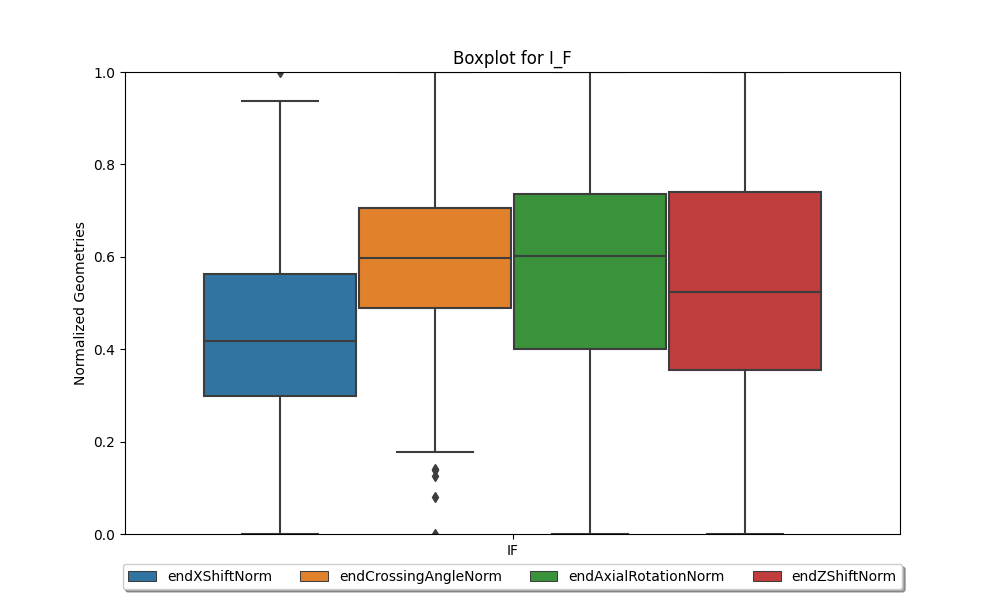 Boxplot for I_F
Normalized Geometries
1.0
0.8
0.6
0.4
0.2
0.0
IF
endXShiftNorm endCrossingAngleNorm endAxialRotationNorm endZShiftNorm